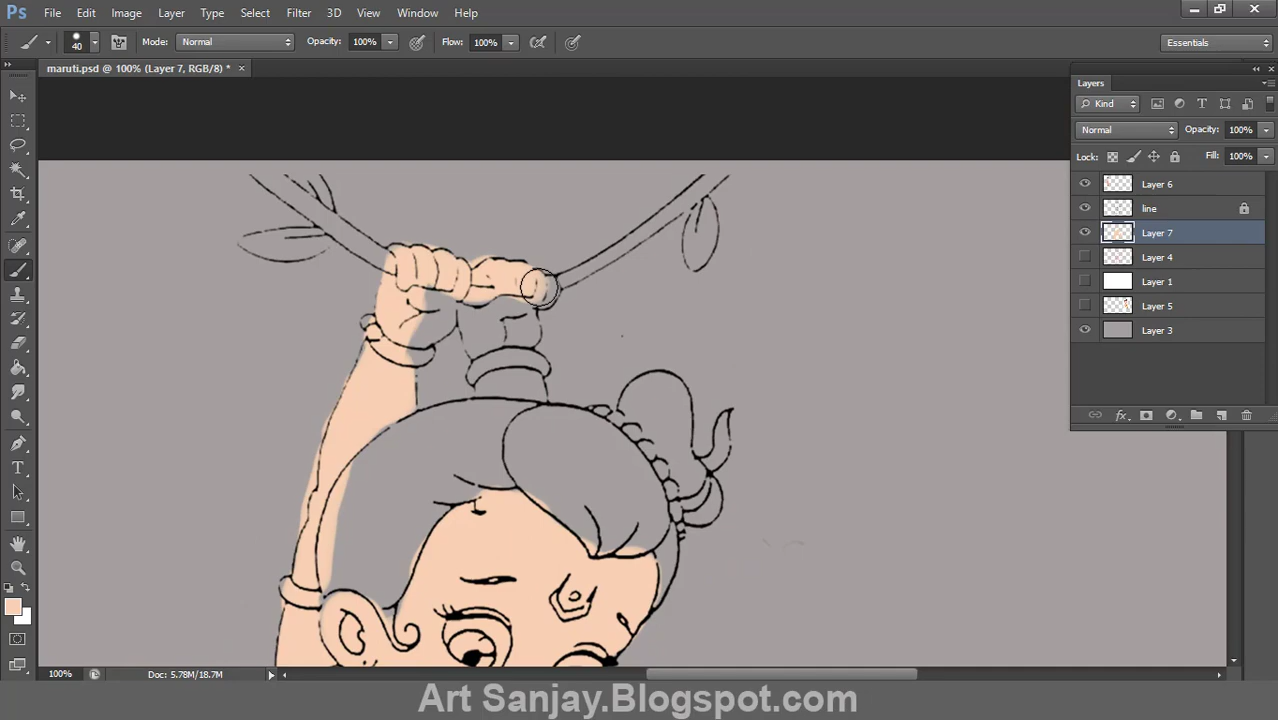 Ps File Edit Image Layer Type Select Filter 3D View Window Help
40 Mode: Normal Opacity: 100% Flow: 100% Essentials
maruti.psd @ 100% (Layer 7, RGB/8) *
Layers
Kind
Normal Opacity: 100%
Lock: Fill: 100%
Layer 6
line
Layer 7
Layer 4
Layer 1
Layer 5
Layer 3
fx
100% Doc: 5.78M/18.7M
Art Sanjay.Blogspot.com